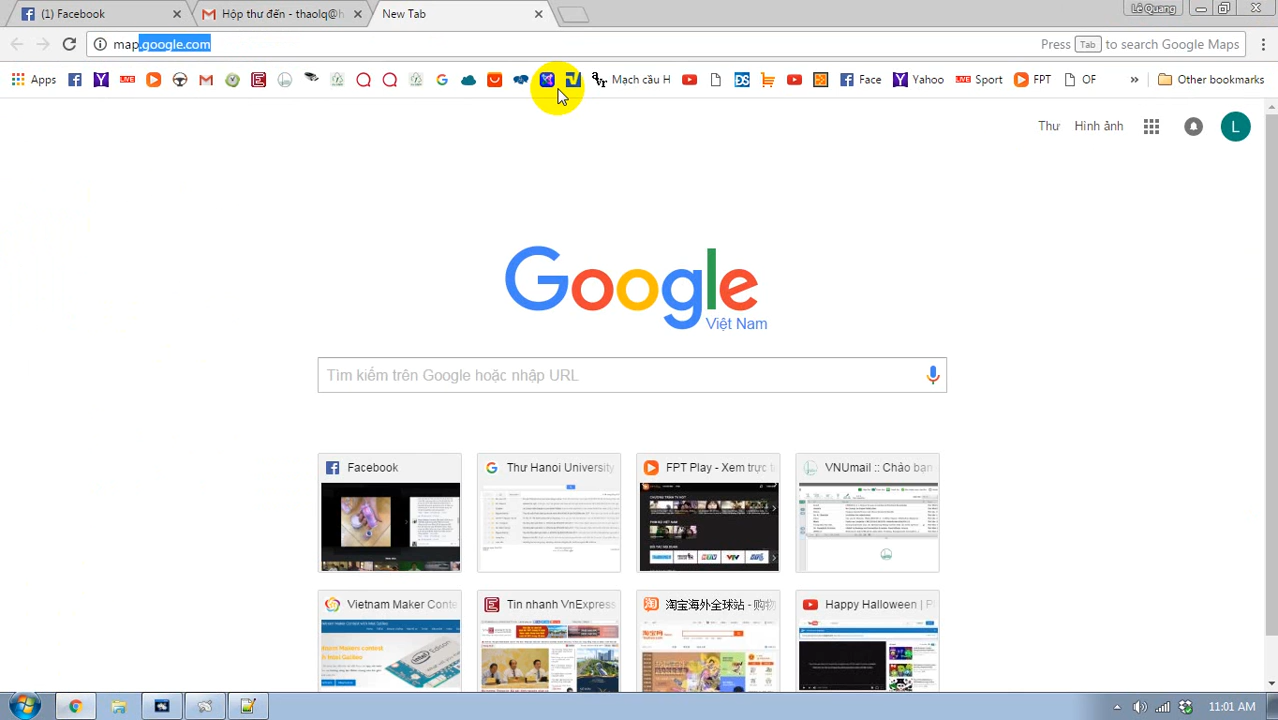 (1) Facebook
Hộp thư đến - thaolq@h
New Tab
Lê Quang
map.google.com
Press Tab to search Google Maps
Apps
Mạch cầu H
Face
Yahoo
LIVE Sport
FPT
OF
»
Other bookmarks
Thư
Hình ảnh
L
Google
Việt Nam
Tìm kiếm trên Google hoặc nhập URL
Facebook
Thư Hanoi University
FPT Play - Xem trực t
VNUmail :: Chào bạn
Vietnam Maker Conte
Tin nhanh VnExpress
淘宝海外全球站 - 购物
Happy Halloween | F
11:01 AM